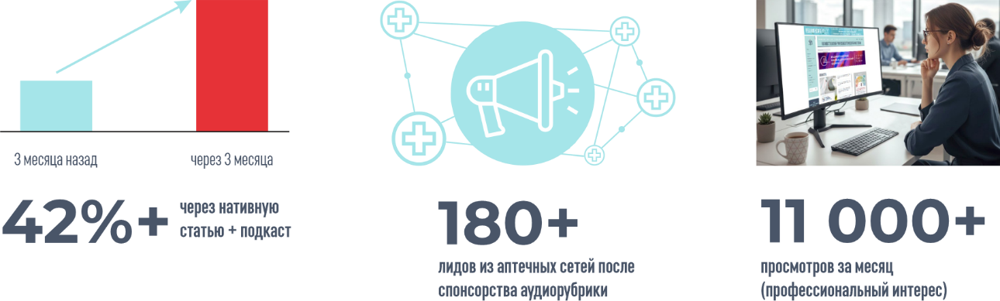 3 месяца назад
через 3 месяца
42%+
через нативную
статью + подкаст
180+
лидов из аптечных сетей после
спонсорства аудиорубрики
11 000+
просмотров за месяц
(профессиональный интерес)